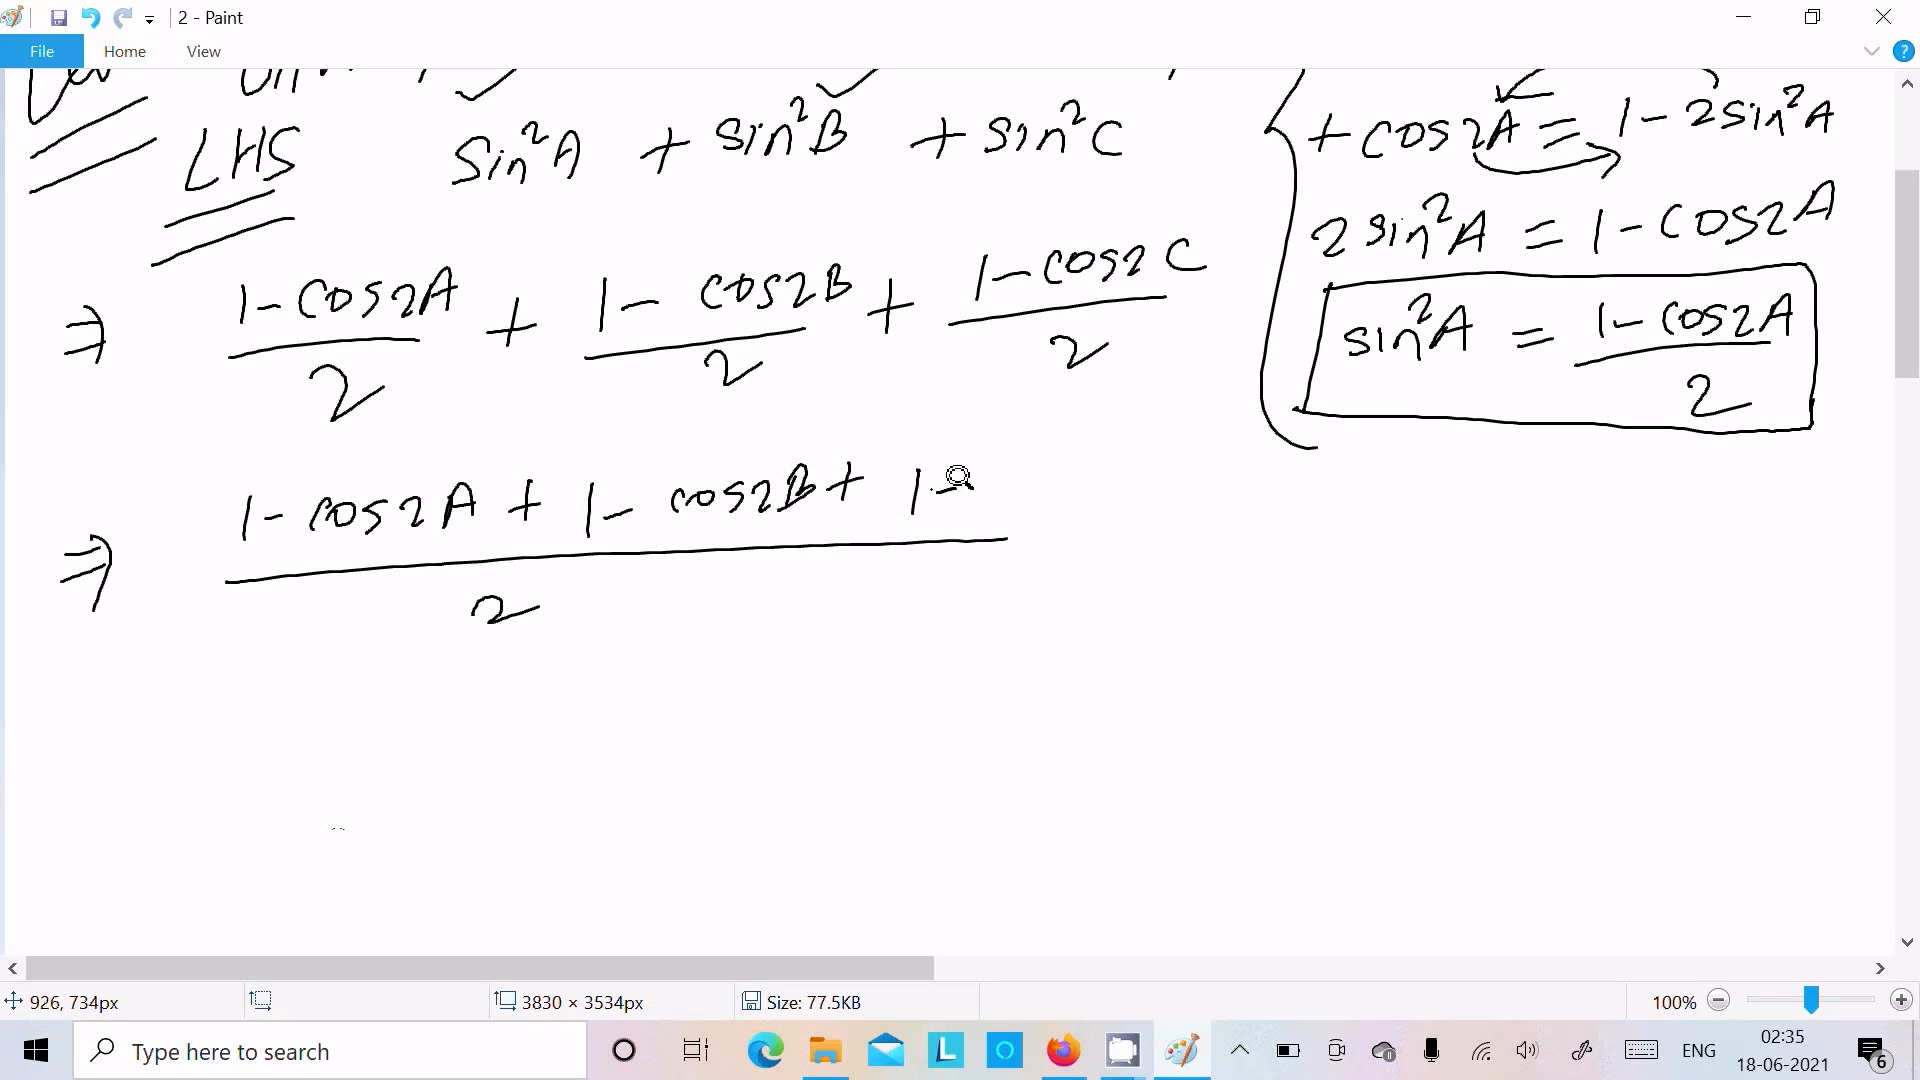 2 - Paint
File Home View
LHS sin²A + sin²B + sin²C
+ cos2A = 1 - 2sin²A
2sin²A = 1 - cos2A
sin²A = (1 - cos2A)/2
⇒ (1 - cos2A)/2 + (1 - cos2B)/2 + (1 - cos2C)/2
⇒ (1 - cos2A + 1 - cos2B + 1 -)/2
926, 734px 3830 × 3534px Size: 77.5KB 100%
Type here to search ENG 02:35
18-06-2021 6